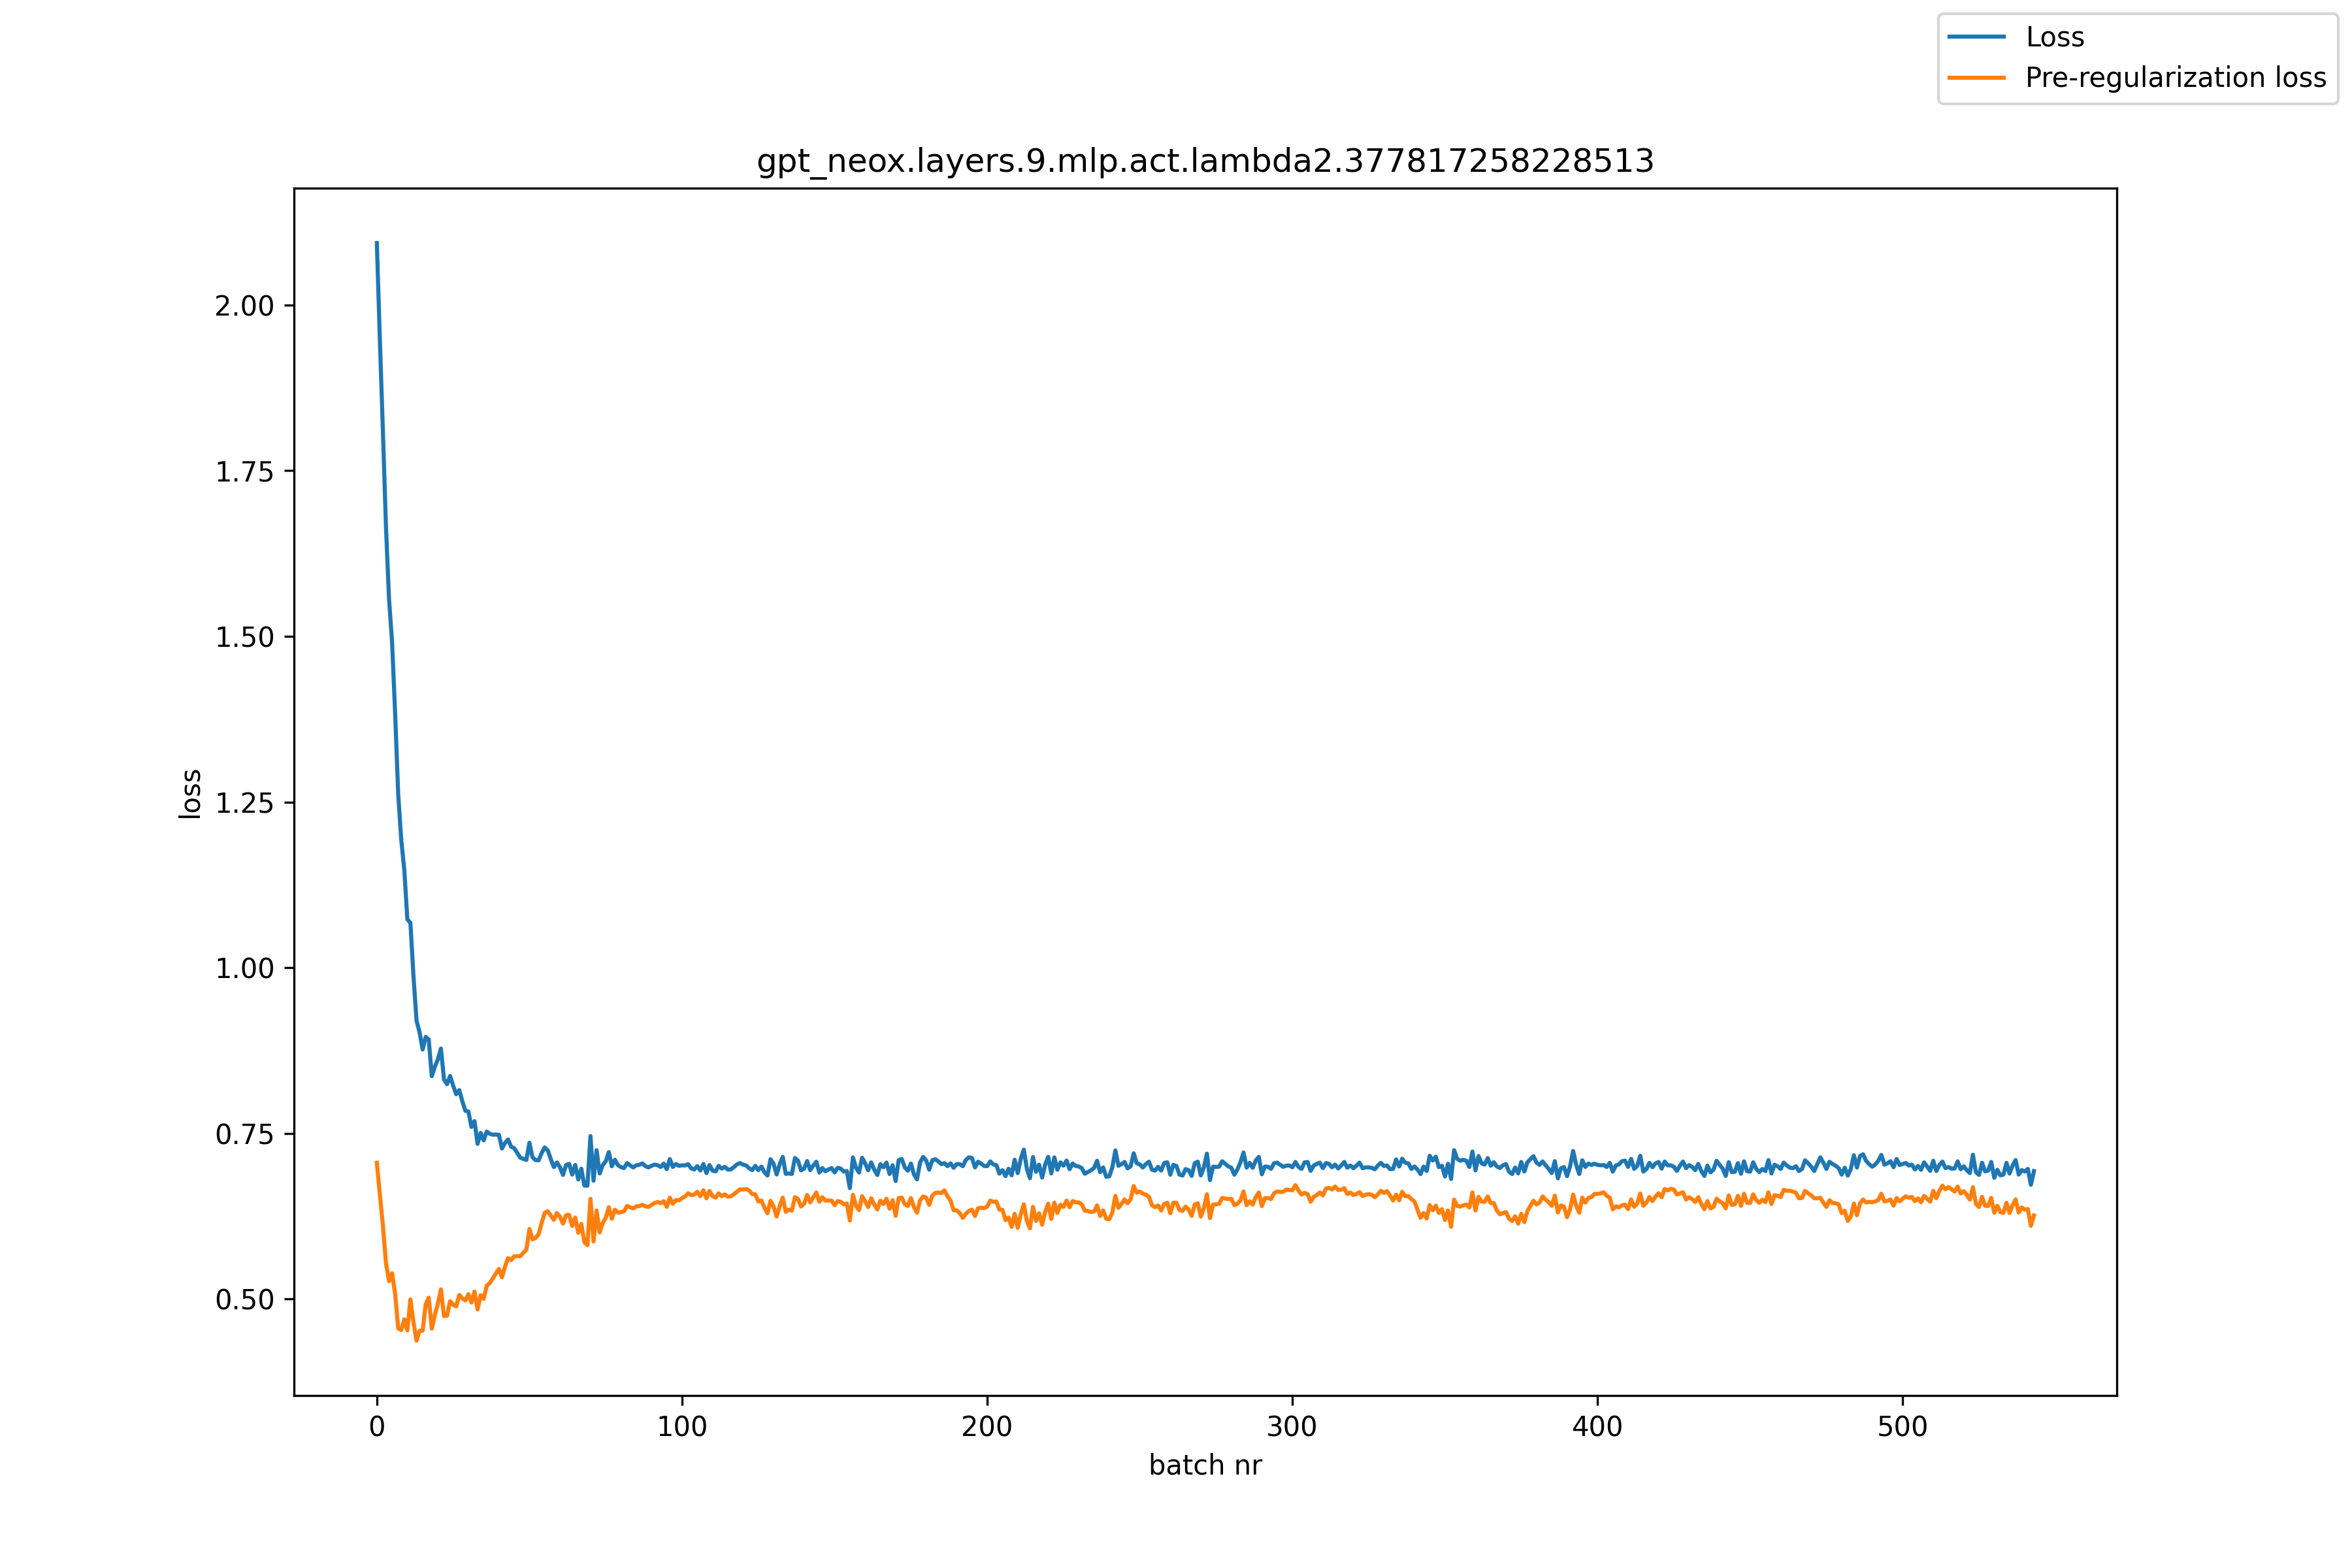 Loss
Pre-regularization loss
gpt_neox.layers.9.mlp.act.lambda2.377817258228513
2.00
1.75
1.50
1.25
1.00
0.75
0.50
loss
0 100 200 300 400 500
batch nr